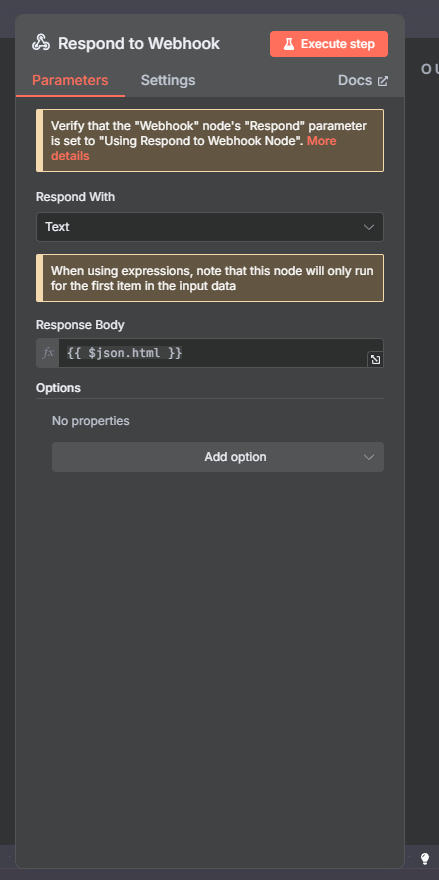 Respond to Webhook
Execute step
Parameters
Settings
Docs
OU
Verify that the "Webhook" node's "Respond" parameter
is set to "Using Respond to Webhook Node". More
details
Respond With
Text
When using expressions, note that this node will only run
for the first item in the input data
Response Body
fx
{{ $json.html }}
Options
No properties
Add option